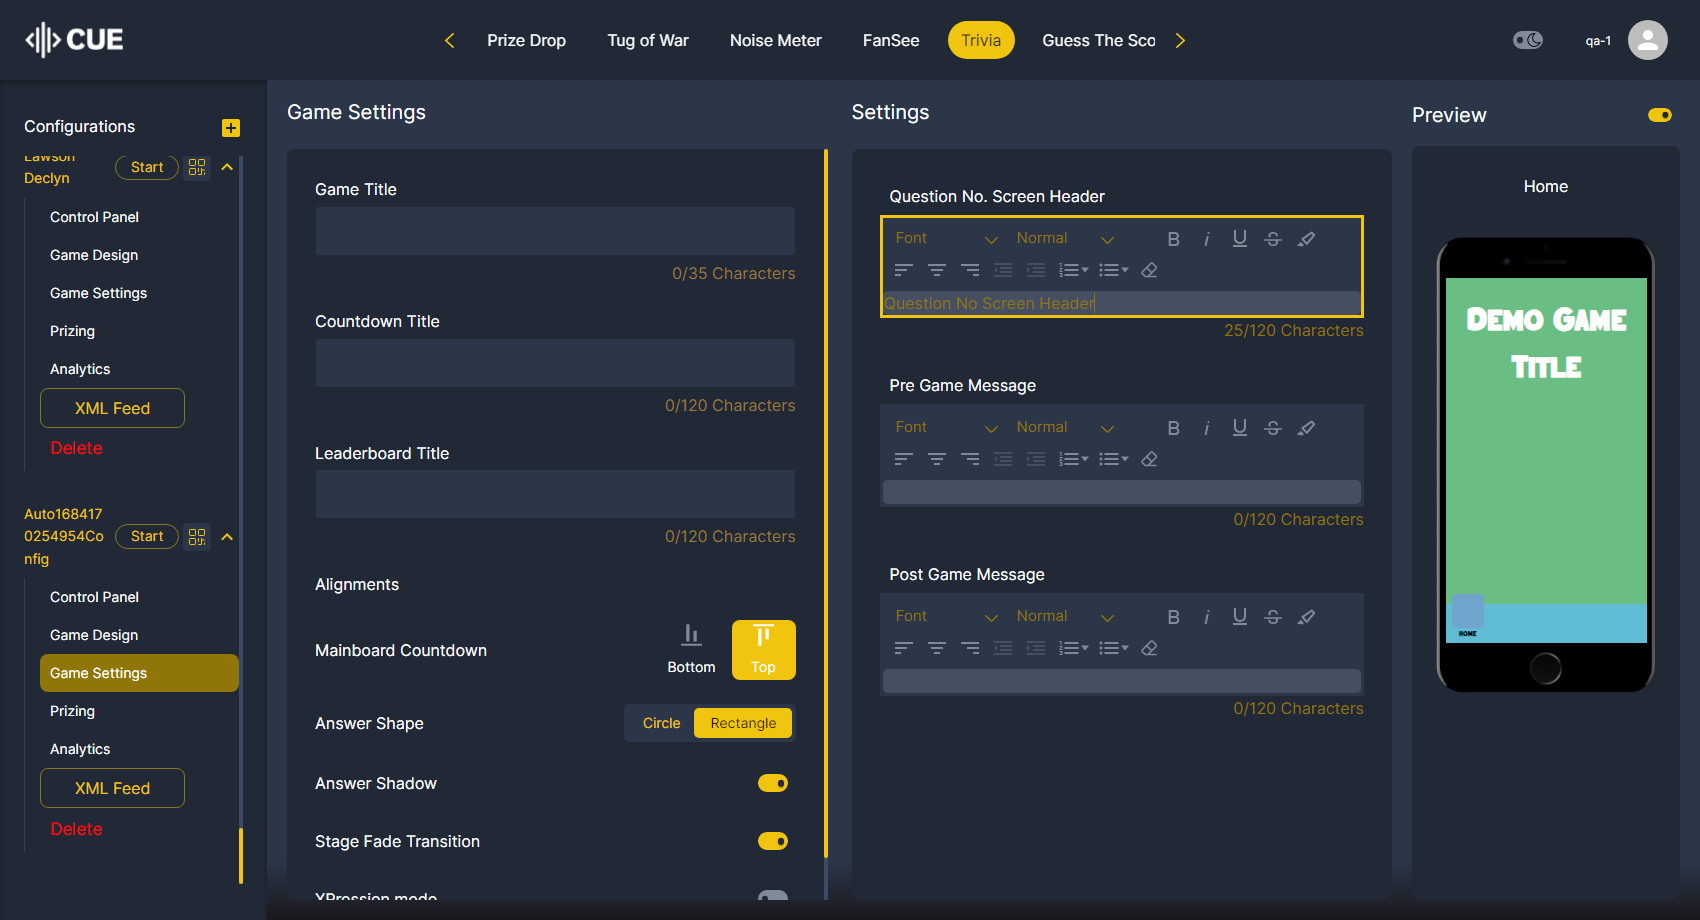 CUE
Prize Drop
Tug of War
Noise Meter
FanSee
Trivia
Guess The Sco
qa-1
Configurations
Lawson
Declyn
Start
Control Panel
Game Design
Game Settings
Prizing
Analytics
XML Feed
Delete
Auto168417
0254954Co
nfig
Start
Control Panel
Game Design
Game Settings
Prizing
Analytics
XML Feed
Delete
Game Settings
Game Title
0/35 Characters
Countdown Title
0/120 Characters
Leaderboard Title
0/120 Characters
Alignments
Mainboard Countdown
Bottom
Top
Answer Shape
Circle
Rectangle
Answer Shadow
Stage Fade Transition
XPression mode
Settings
Question No. Screen Header
Font
Normal
Question No Screen Header
25/120 Characters
Pre Game Message
Font
Normal
0/120 Characters
Post Game Message
Font
Normal
0/120 Characters
Preview
Home
Demo Game
Title
HOME